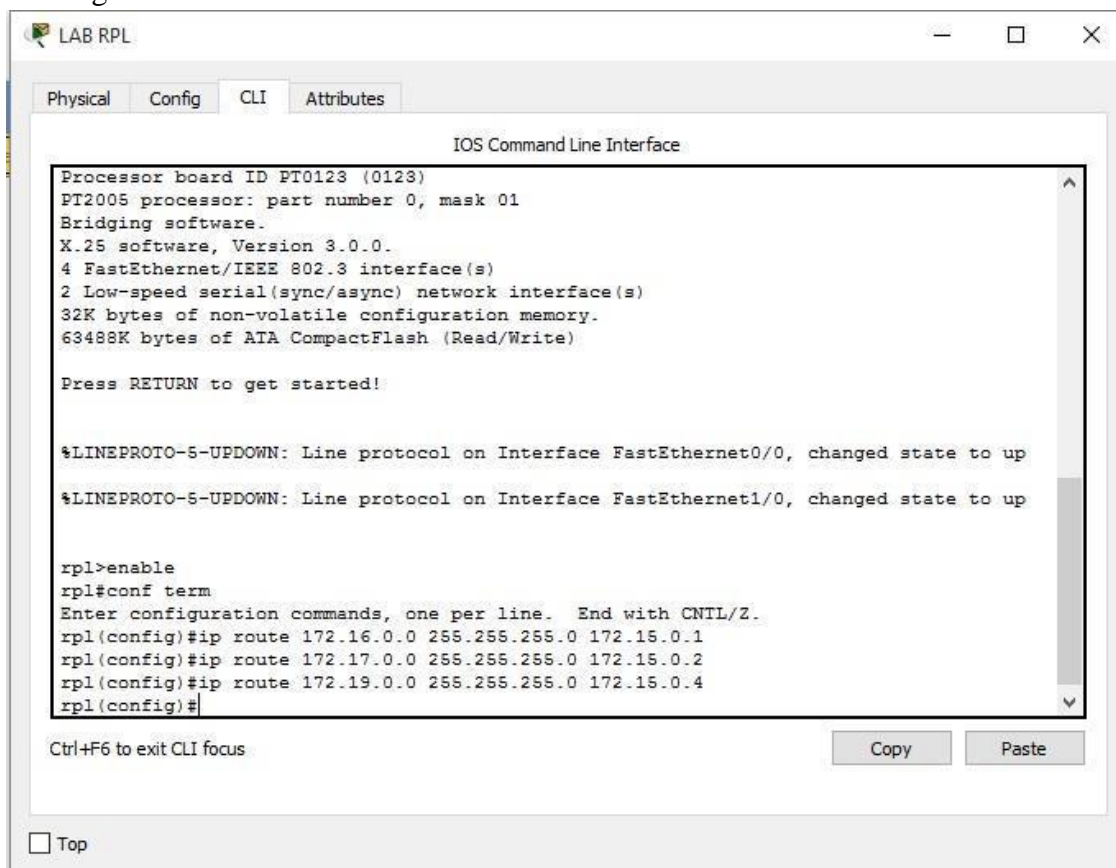 LAB RPL
Physical Config CLI Attributes
IOS Command Line Interface
Processor board ID PT0123 (0123)
PT2005 processor: part number 0, mask 01
Bridging software.
X.25 software, Version 3.0.0.
4 FastEthernet/IEEE 802.3 interface(s)
2 Low-speed serial(sync/async) network interface(s)
32K bytes of non-volatile configuration memory.
63488K bytes of ATA CompactFlash (Read/Write)
Press RETURN to get started!
%LINEPROTO-5-UPDOWN: Line protocol on Interface FastEthernet0/0, changed state to up
%LINEPROTO-5-UPDOWN: Line protocol on Interface FastEthernet1/0, changed state to up
rpl>enable
rpl#conf term
Enter configuration commands, one per line.  End with CNTL/Z.
rpl(config)#ip route 172.16.0.0 255.255.255.0 172.15.0.1
rpl(config)#ip route 172.17.0.0 255.255.255.0 172.15.0.2
rpl(config)#ip route 172.19.0.0 255.255.255.0 172.15.0.4
rpl(config)#
Ctrl+F6 to exit CLI focus
Copy Paste
Top